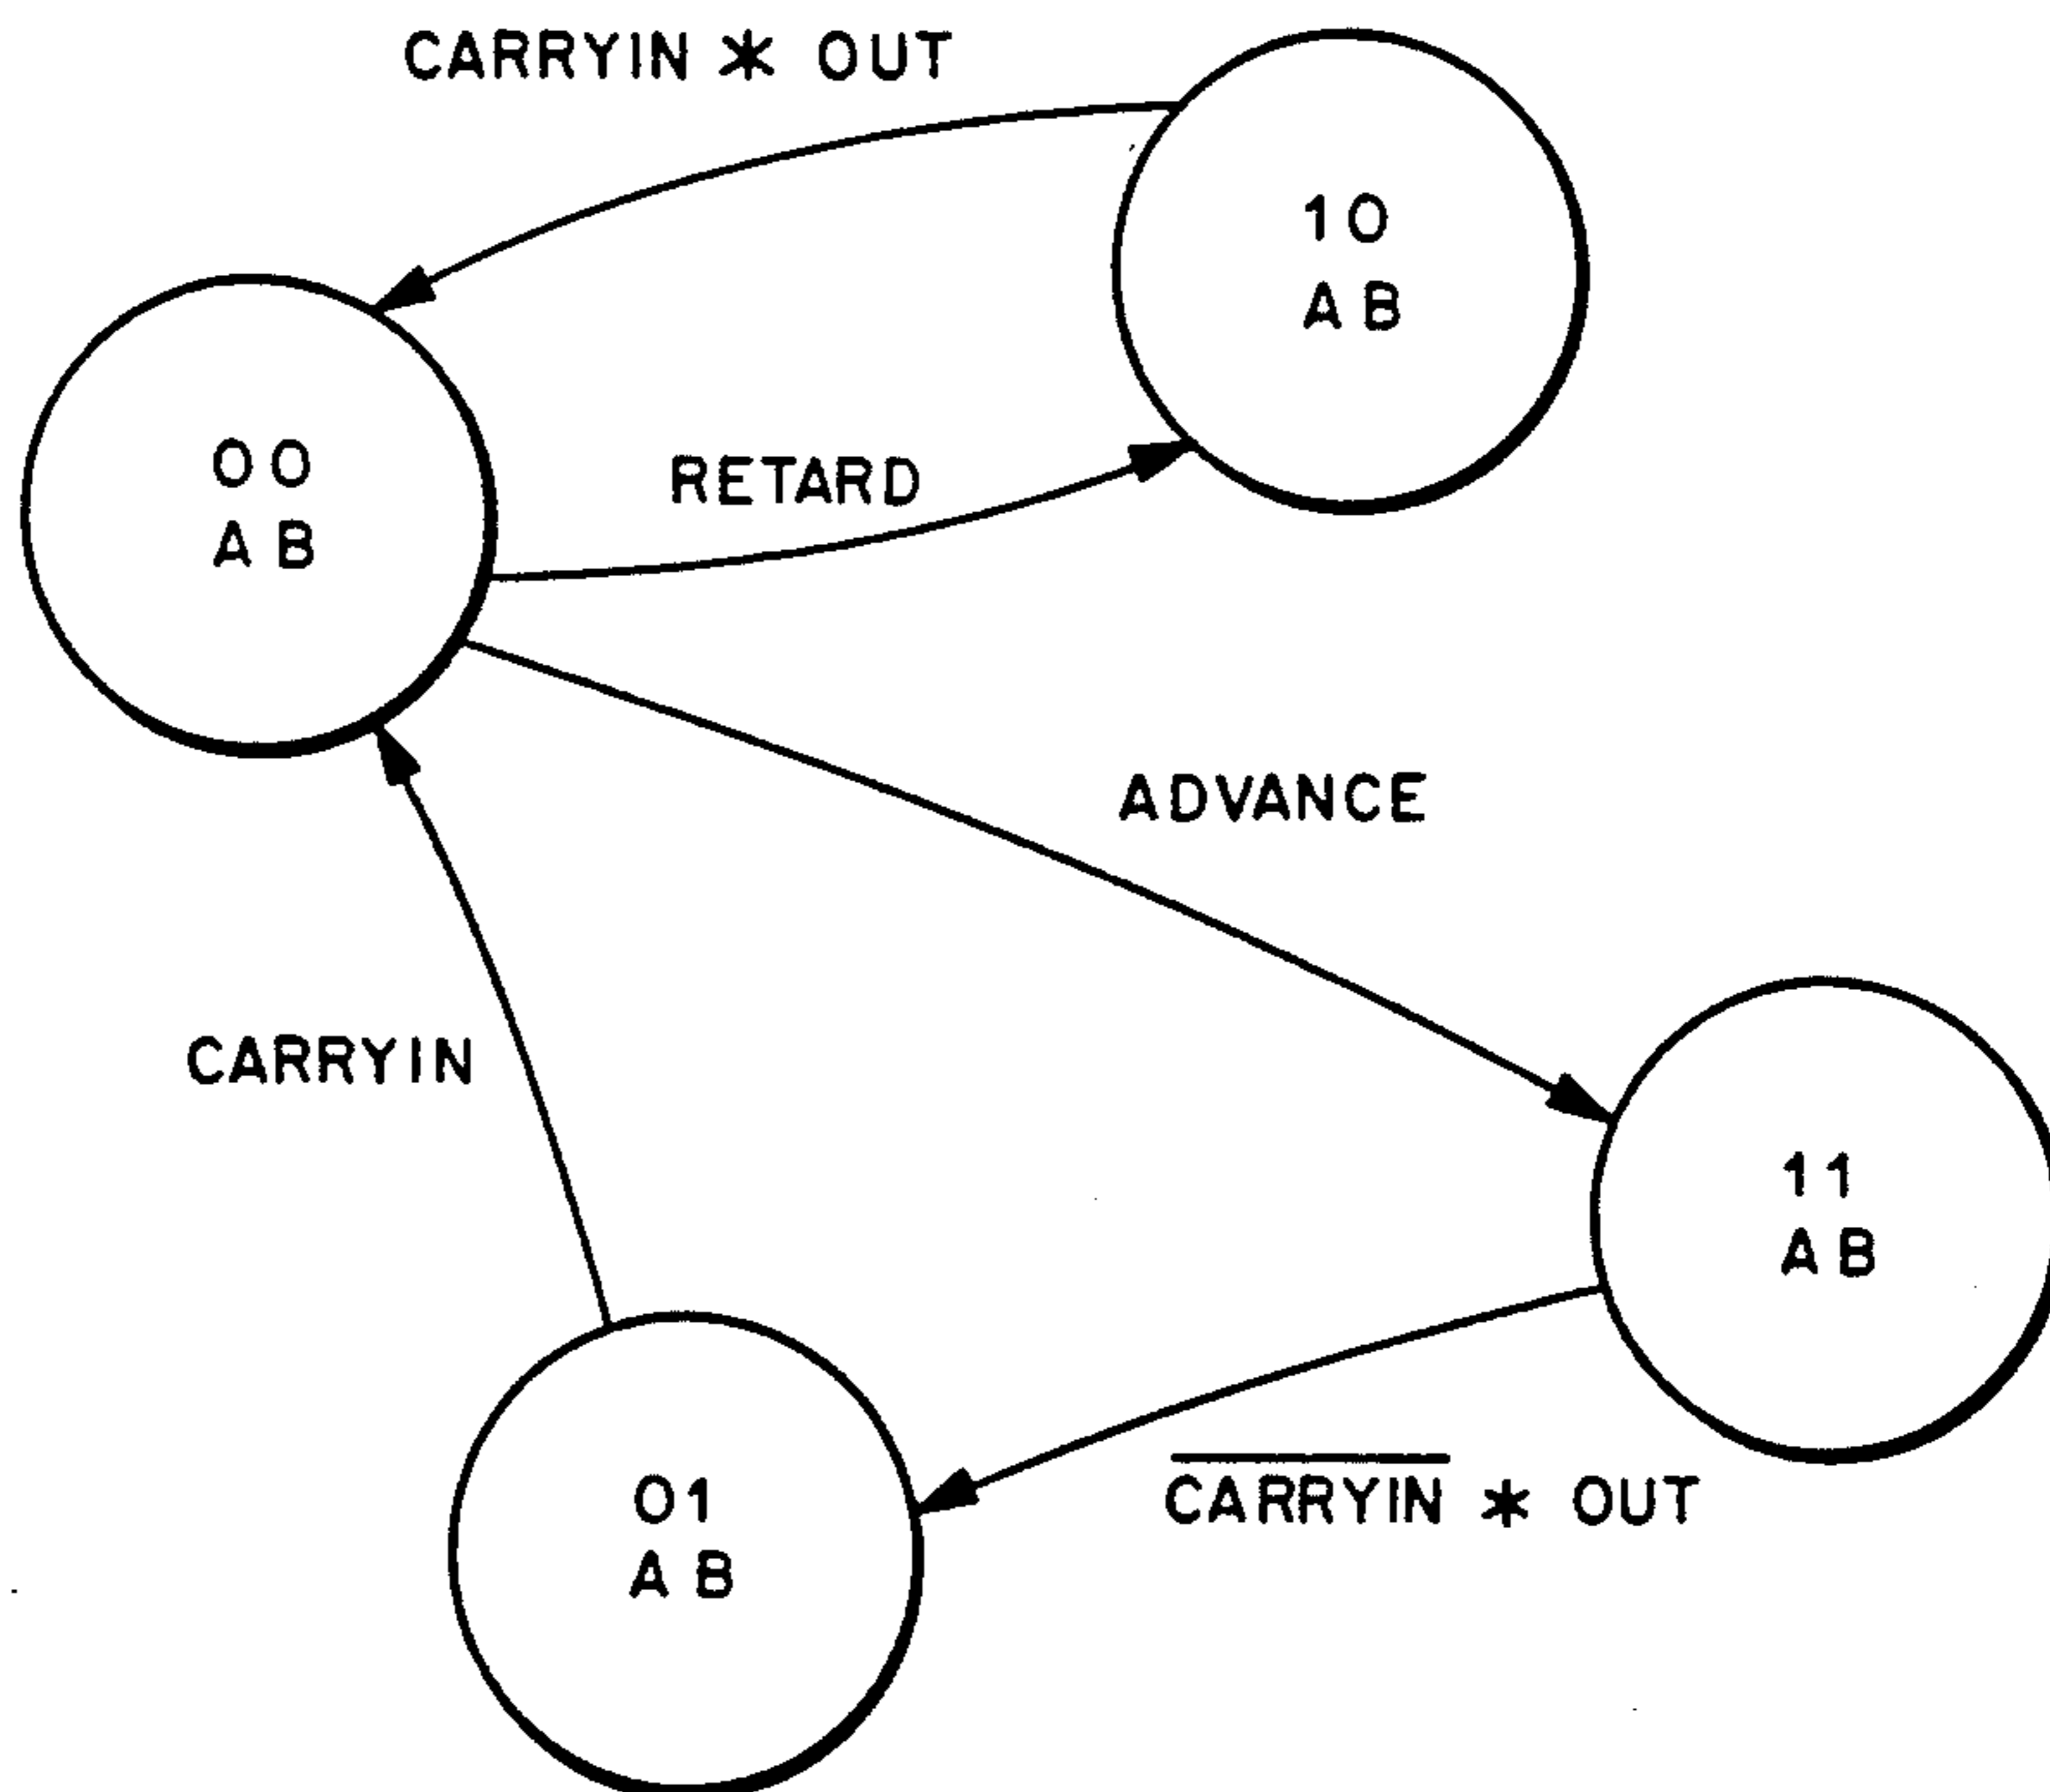 CARRYIN * OUT
10
AB
00
AB
RETARD
ADVANCE
CARRYIN
11
AB
01
AB
CARRYIN * OUT